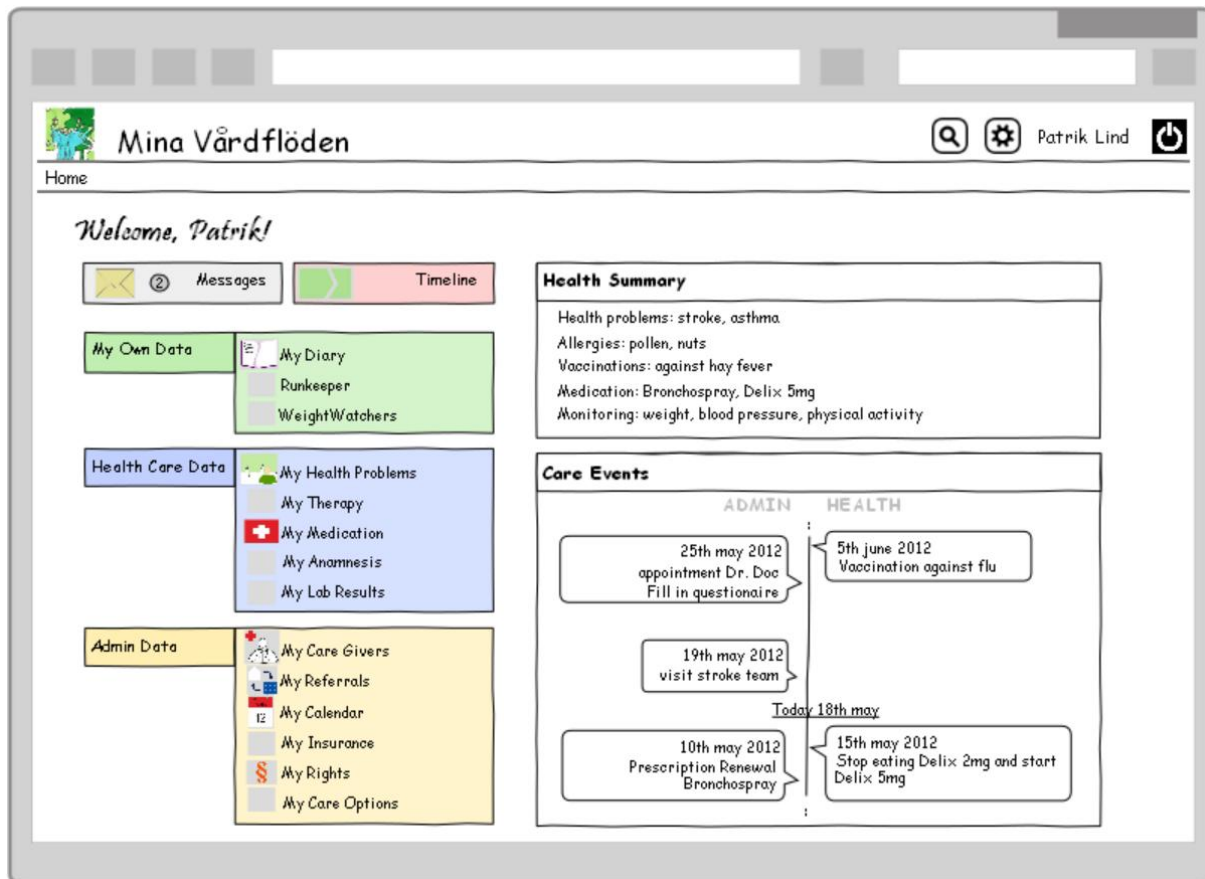 Mina Vårdflöden
Patrik Lind
Home
Welcome, Patrik!
2 Messages
Timeline
My Own Data
My Diary
Runkeeper
WeightWatchers
Health Care Data
My Health Problems
My Therapy
My Medication
My Anamnesis
My Lab Results
Admin Data
My Care Givers
My Referrals
12
My Calendar
My Insurance
§ My Rights
My Care Options
Health Summary
Health problems: stroke, asthma
Allergies: pollen, nuts
Vaccinations: against hay fever
Medication: Bronchospray, Delix 5mg
Monitoring: weight, blood pressure, physical activity
Care Events
ADMIN HEALTH
25th may 2012
appointment Dr. Doc
Fill in questionaire
5th june 2012
Vaccination against flu
19th may 2012
visit stroke team
Today 18th may
10th may 2012
Prescription Renewal
Bronchospray
15th may 2012
Stop eating Delix 2mg and start
Delix 5mg